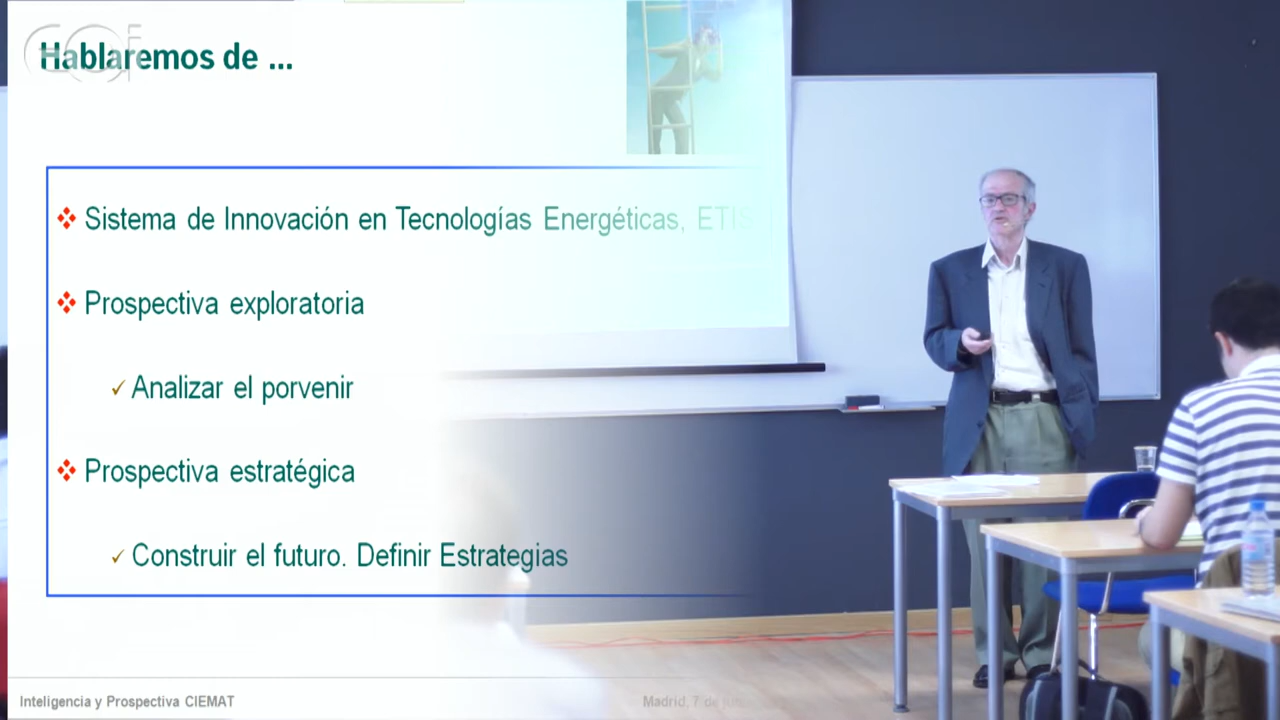 Hablaremos de ...
Sistema de Innovación en Tecnologías Energéticas, ETIS
Prospectiva exploratoria
Analizar el porvenir
Prospectiva estratégica
Construir el futuro. Definir Estrategias
Inteligencia y Prospectiva CIEMAT
Madrid, 7 de